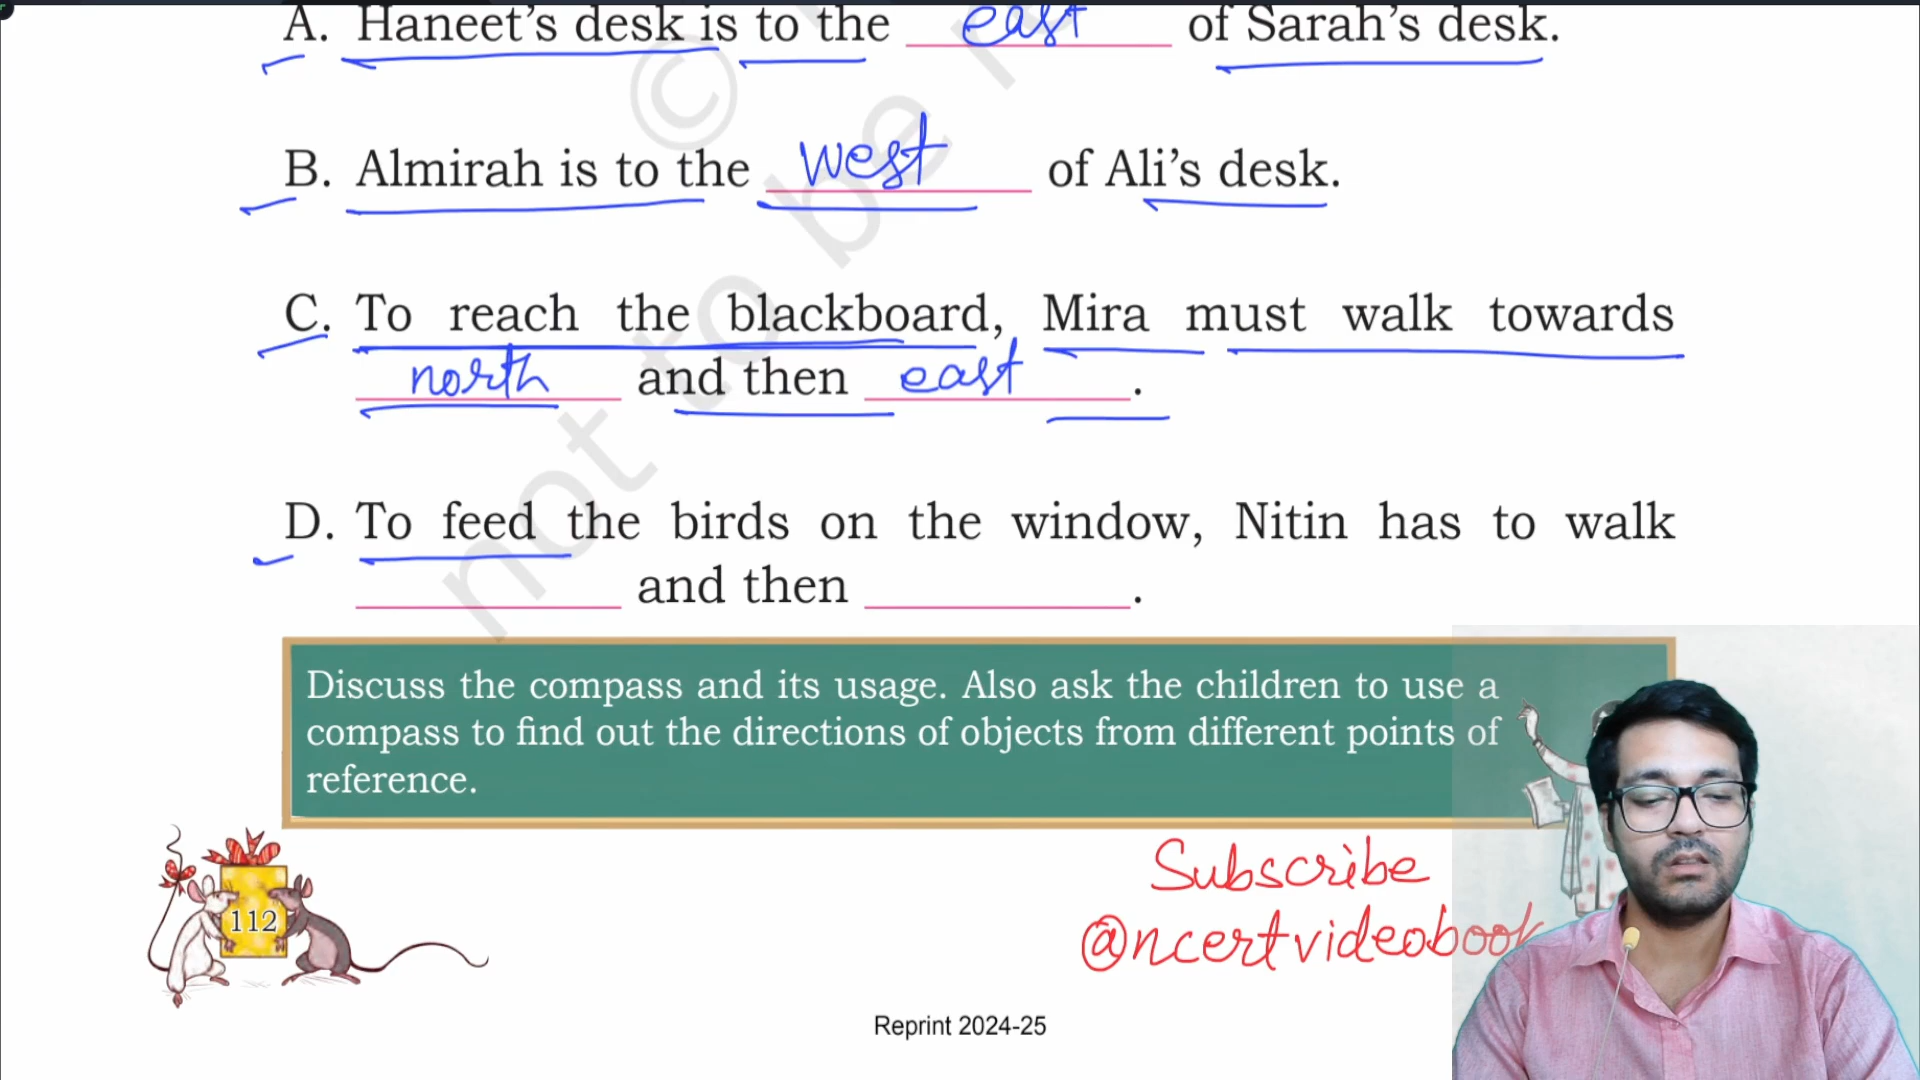 A. Haneet's desk is to the east of Sarah's desk.
B. Almirah is to the west of Ali's desk.
C. To reach the blackboard, Mira must walk towards
north and then east .
D. To feed the birds on the window, Nitin has to walk
and then .
Discuss the compass and its usage. Also ask the children to use a
compass to find out the directions of objects from different points of
reference.
Subscribe
@ncertvideobook
112
Reprint 2024-25
© 
not to be